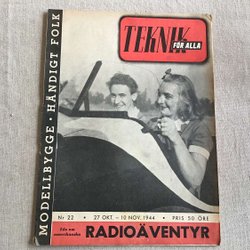 TEKNIK
FÖR ALLA
MODELLBYGGE · HÄNDIGT FOLK
Nr 22 · 27 OKT. – 10 NOV. 1944 · PRIS 50 ÖRE
RADIOÄVENTYR